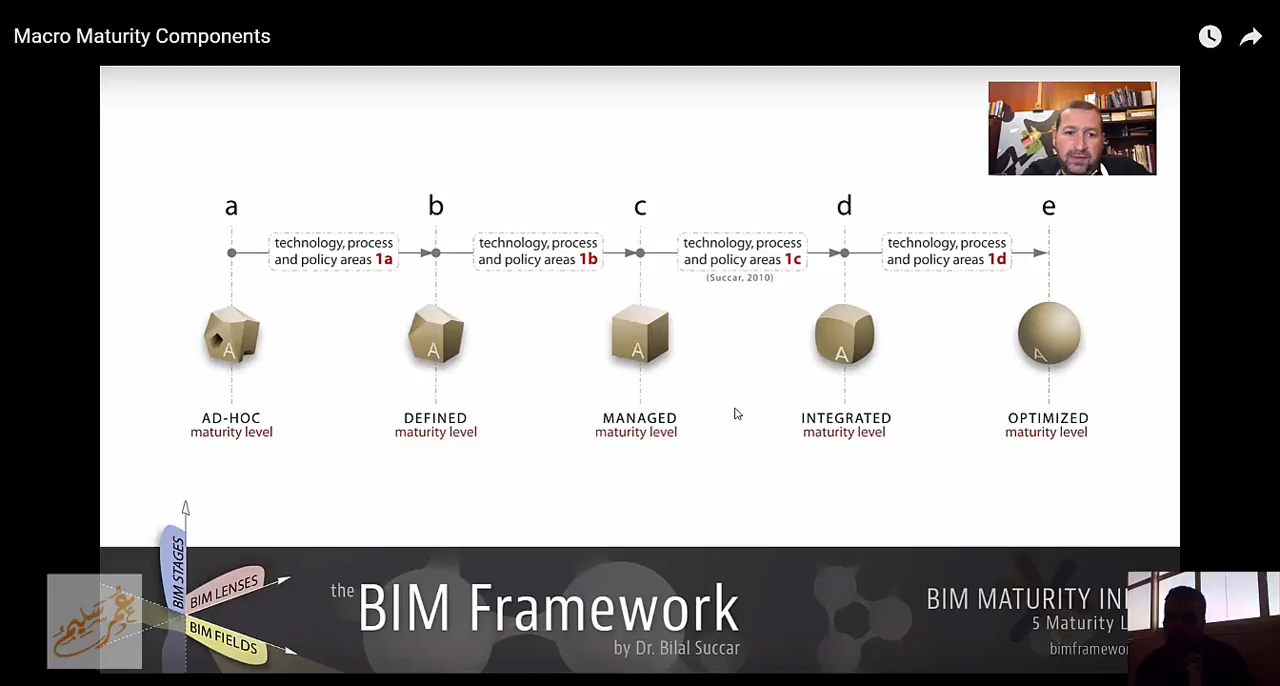 Macro Maturity Components
a
b
c
d
e
technology, process
and policy areas 1a
technology, process
and policy areas 1b
technology, process
and policy areas 1c
technology, process
and policy areas 1d
(Succar, 2010)
A
A
A
A
A
AD-HOC
maturity level
DEFINED
maturity level
MANAGED
maturity level
INTEGRATED
maturity level
OPTIMIZED
maturity level
BIM STAGES
BIM LENSES
BIM FIELDS
the BIM Framework
by Dr. Bilal Succar
BIM MATURITY
5 Maturity
عمر سليم